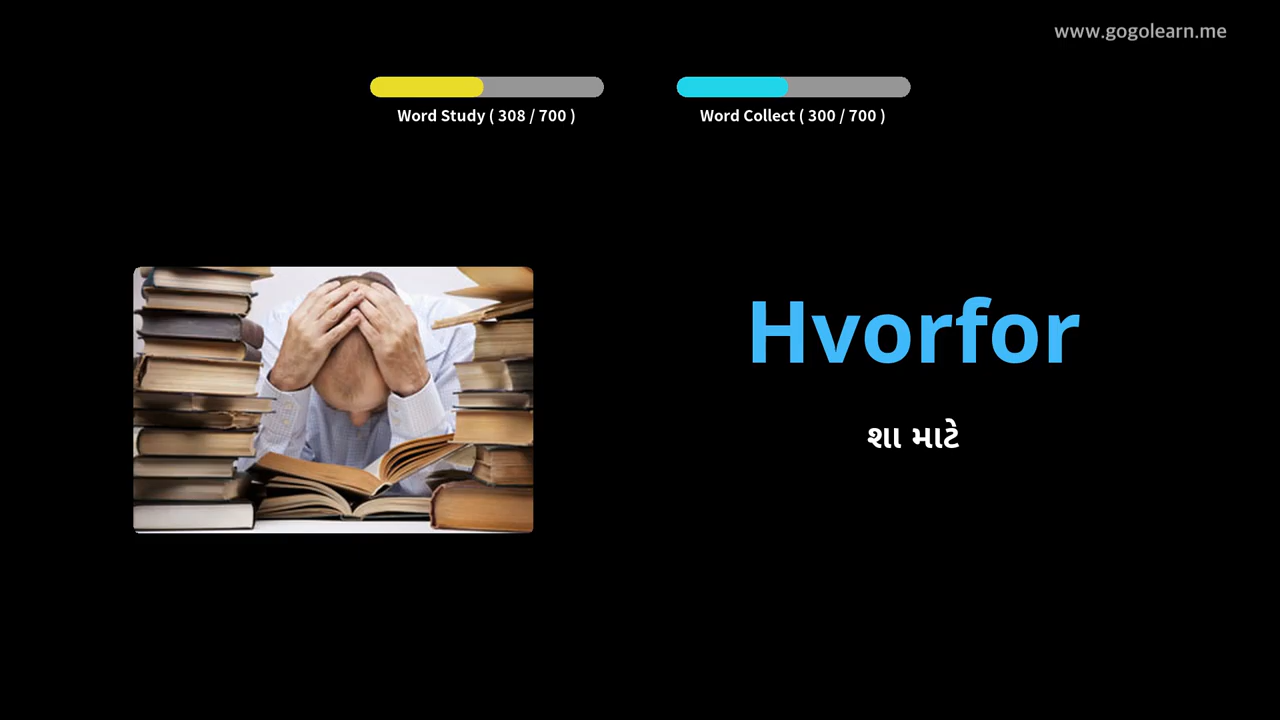 www.gogolearn.me
Word Study ( 308 / 700 )
Word Collect ( 300 / 700 )
Hvorfor
શા માટે